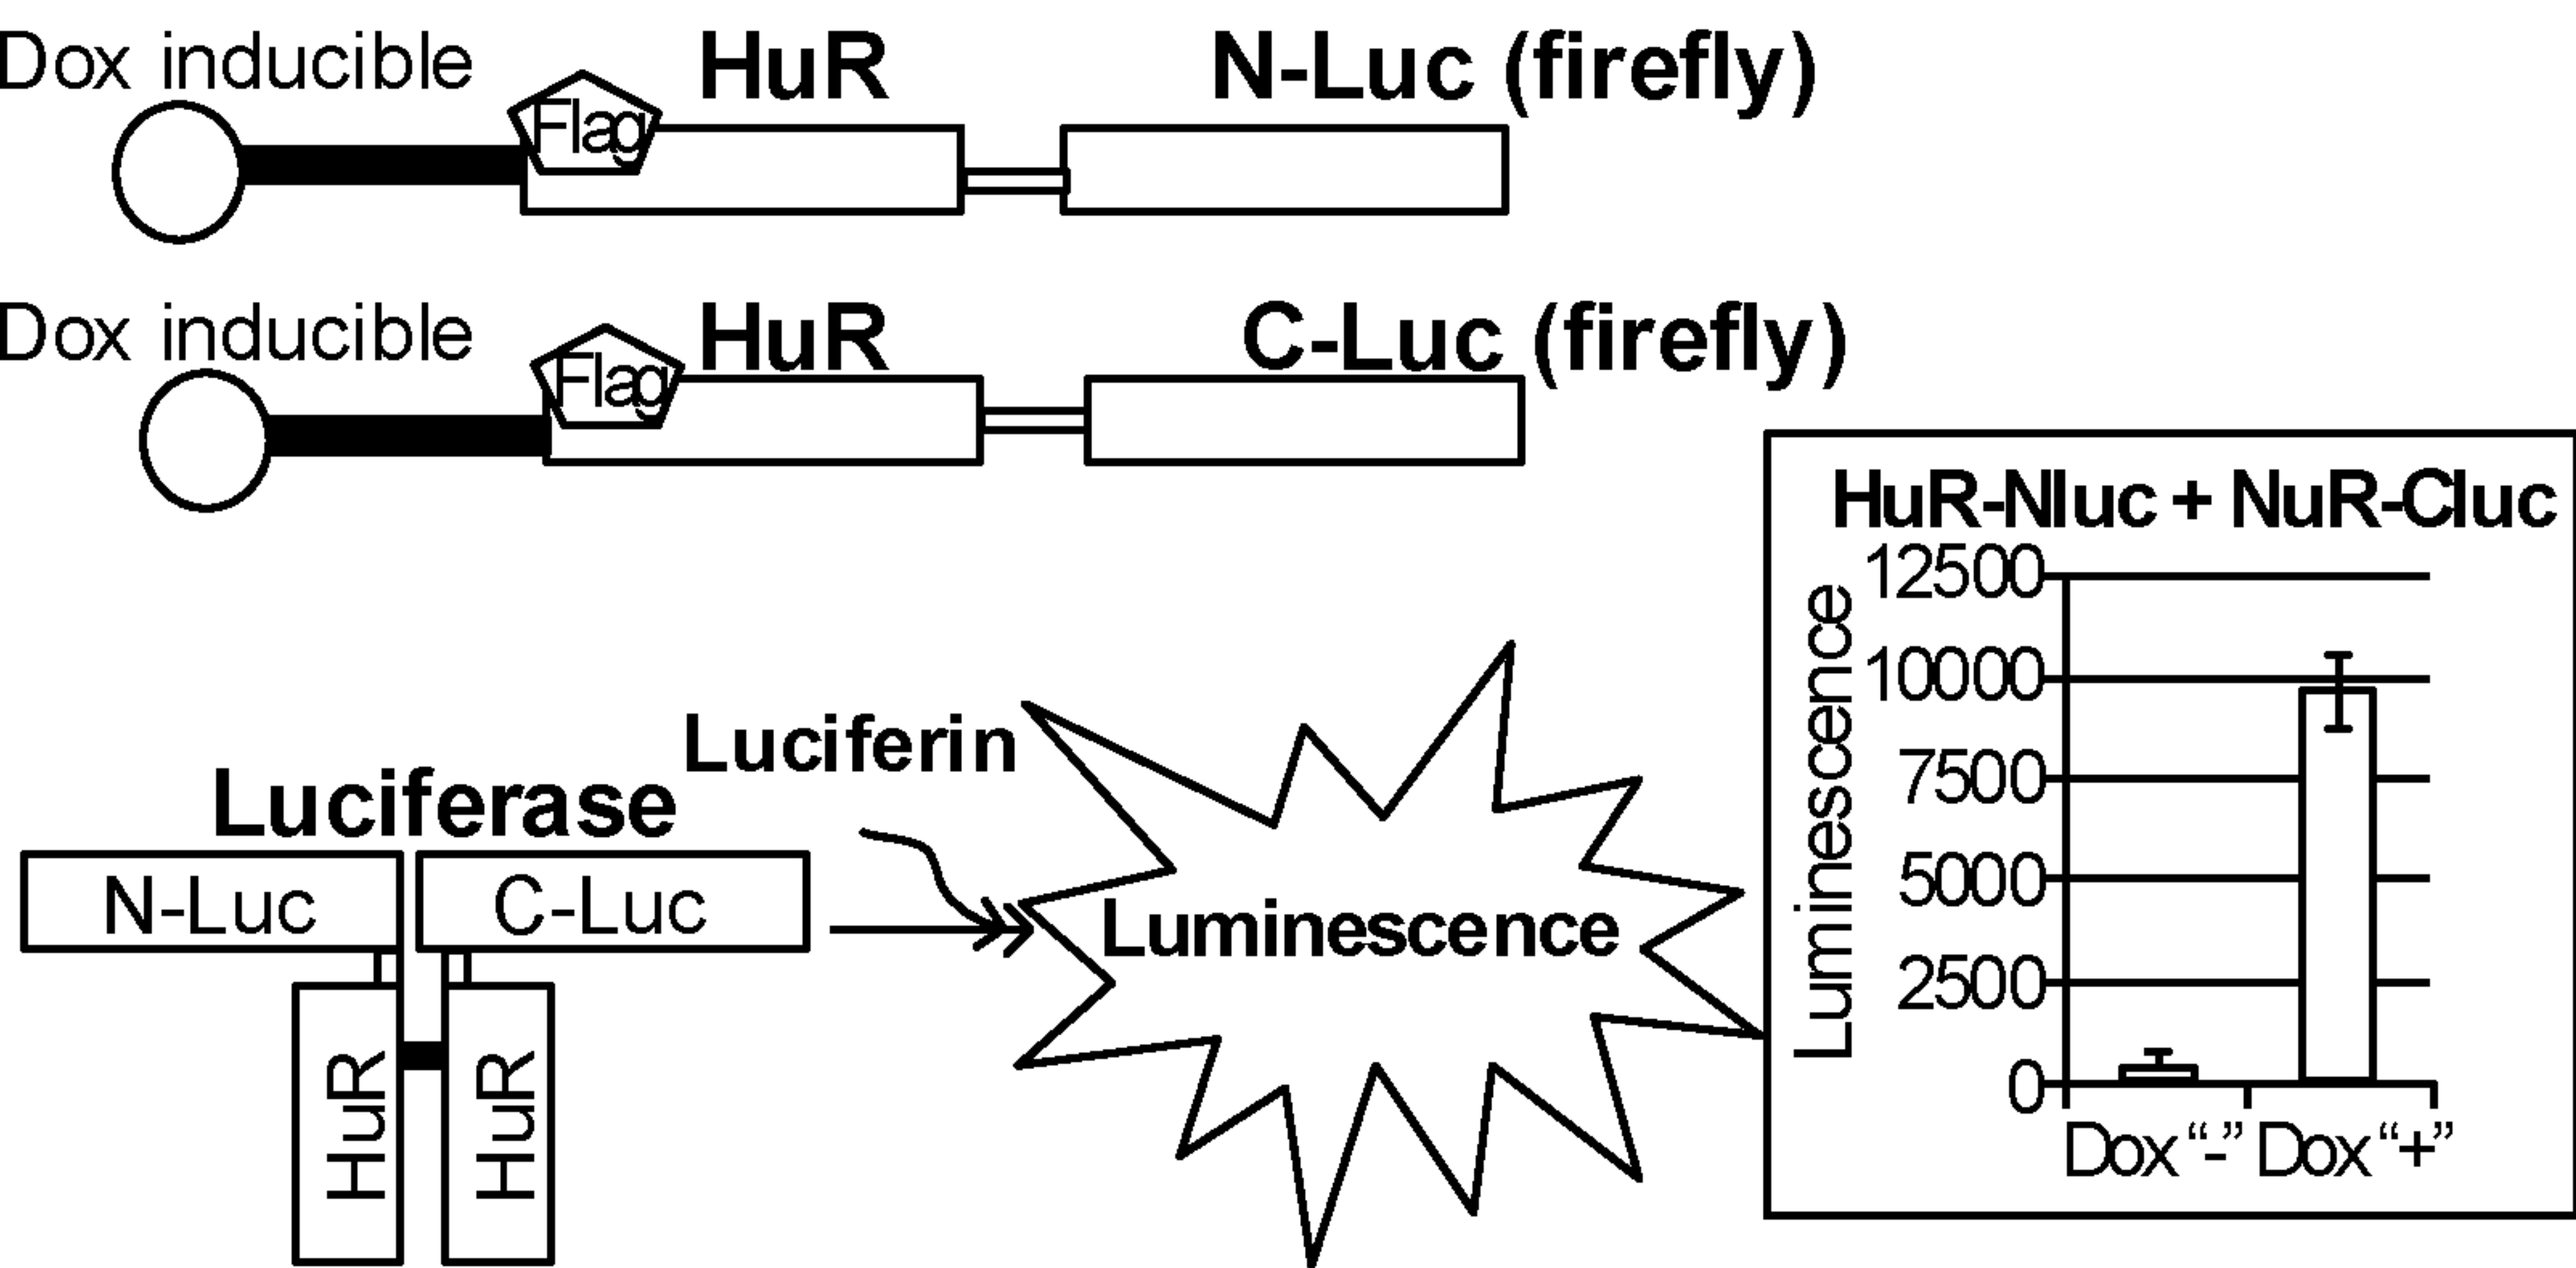 Dox inducible
HuR
N-Luc (firefly)
Flag
Dox inducible
HuR
C-Luc (firefly)
Flag
Luciferase
Luciferin
N-Luc
C-Luc
HuR
HuR
Luminescence
HuR-Nluc + NuR-Cluc
Luminescence
12500
10000
7500
5000
2500
0
Dox “-” Dox “+”